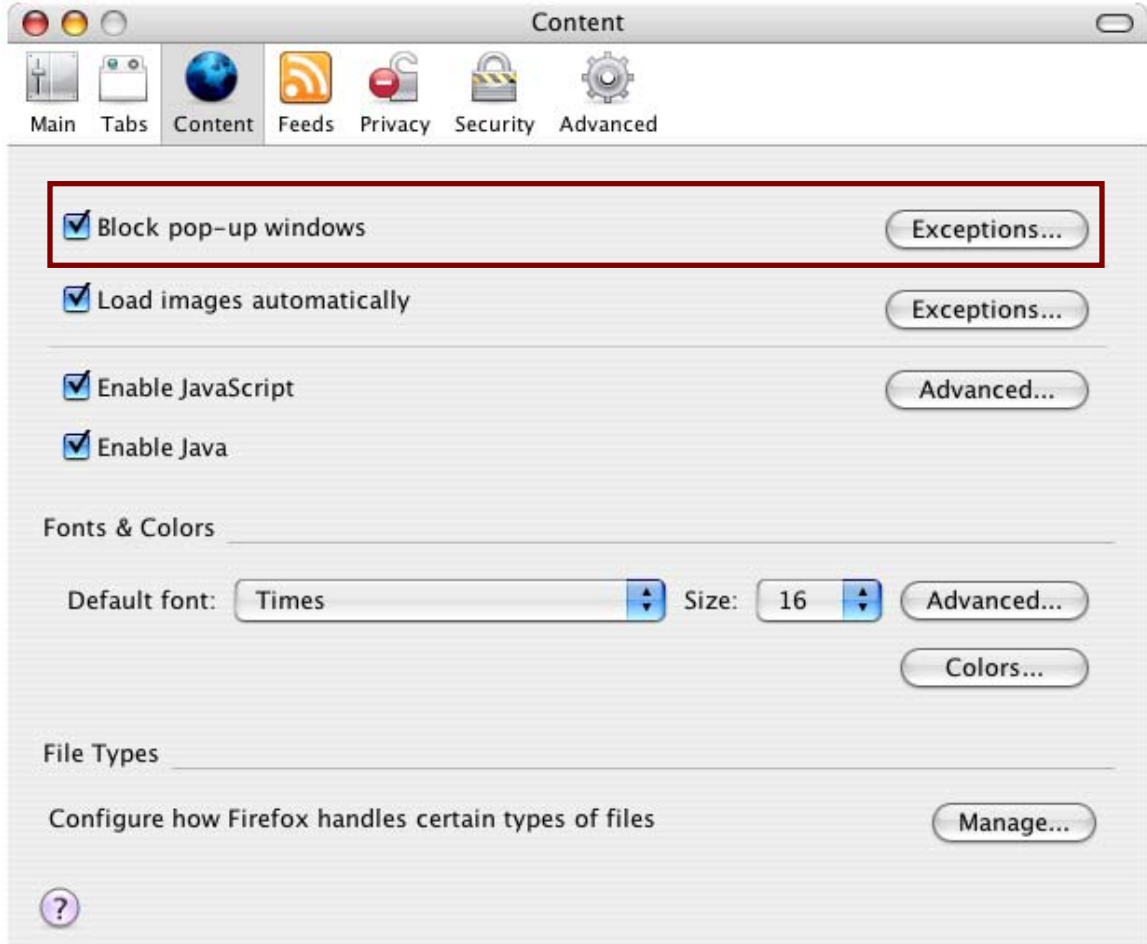 Content
Main Tabs Content Feeds Privacy Security Advanced
Block pop-up windows Exceptions...
Load images automatically Exceptions...
Enable JavaScript Advanced...
Enable Java
Fonts & Colors
Default font: Times Size: 16 Advanced...
Colors...
File Types
Configure how Firefox handles certain types of files Manage...
?